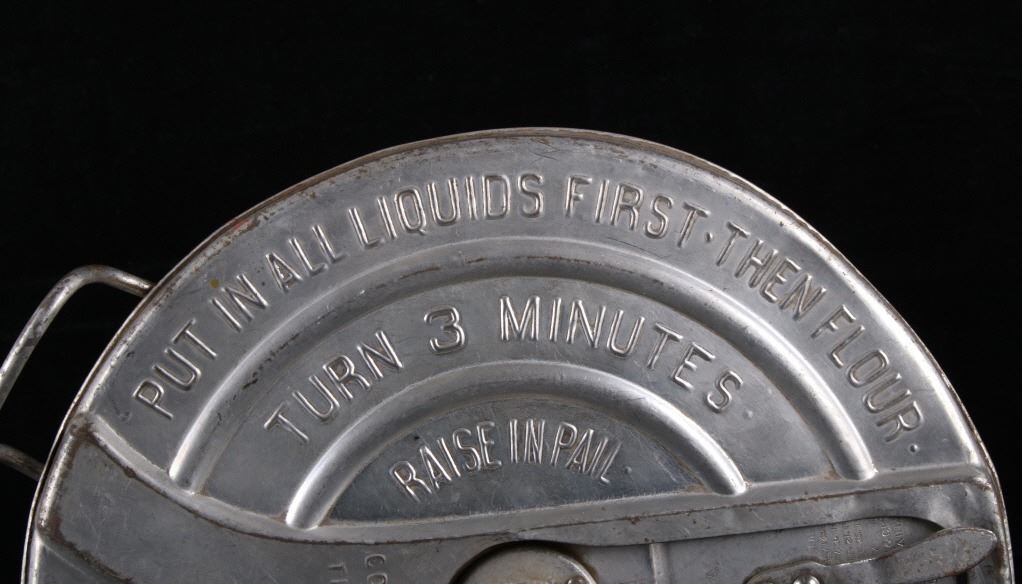 PUT IN·ALL LIQUIDS FIRST·THEN FLOUR.
TURN 3 MINUTES.
RAISE IN PAIL.